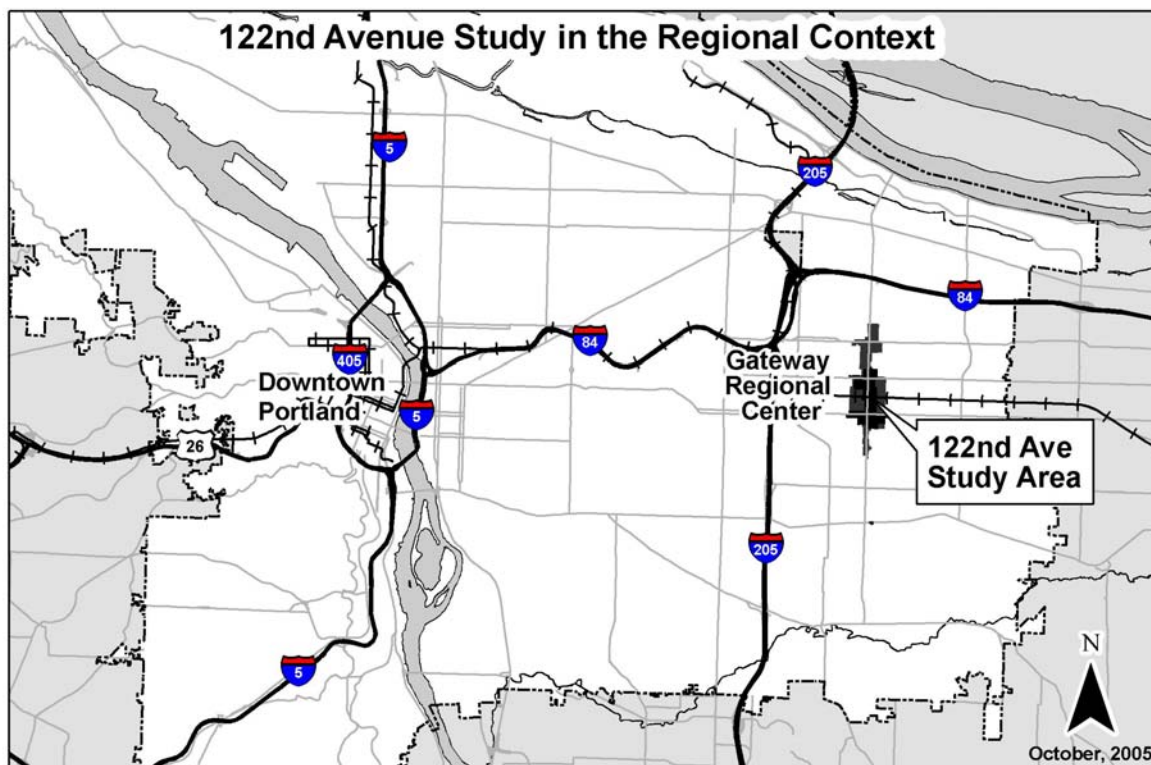 122nd Avenue Study in the Regional Context
5
205
84
84
405
Downtown
Portland
Gateway
Regional
Center
5
26
122nd Ave
Study Area
205
5
N
October, 2005